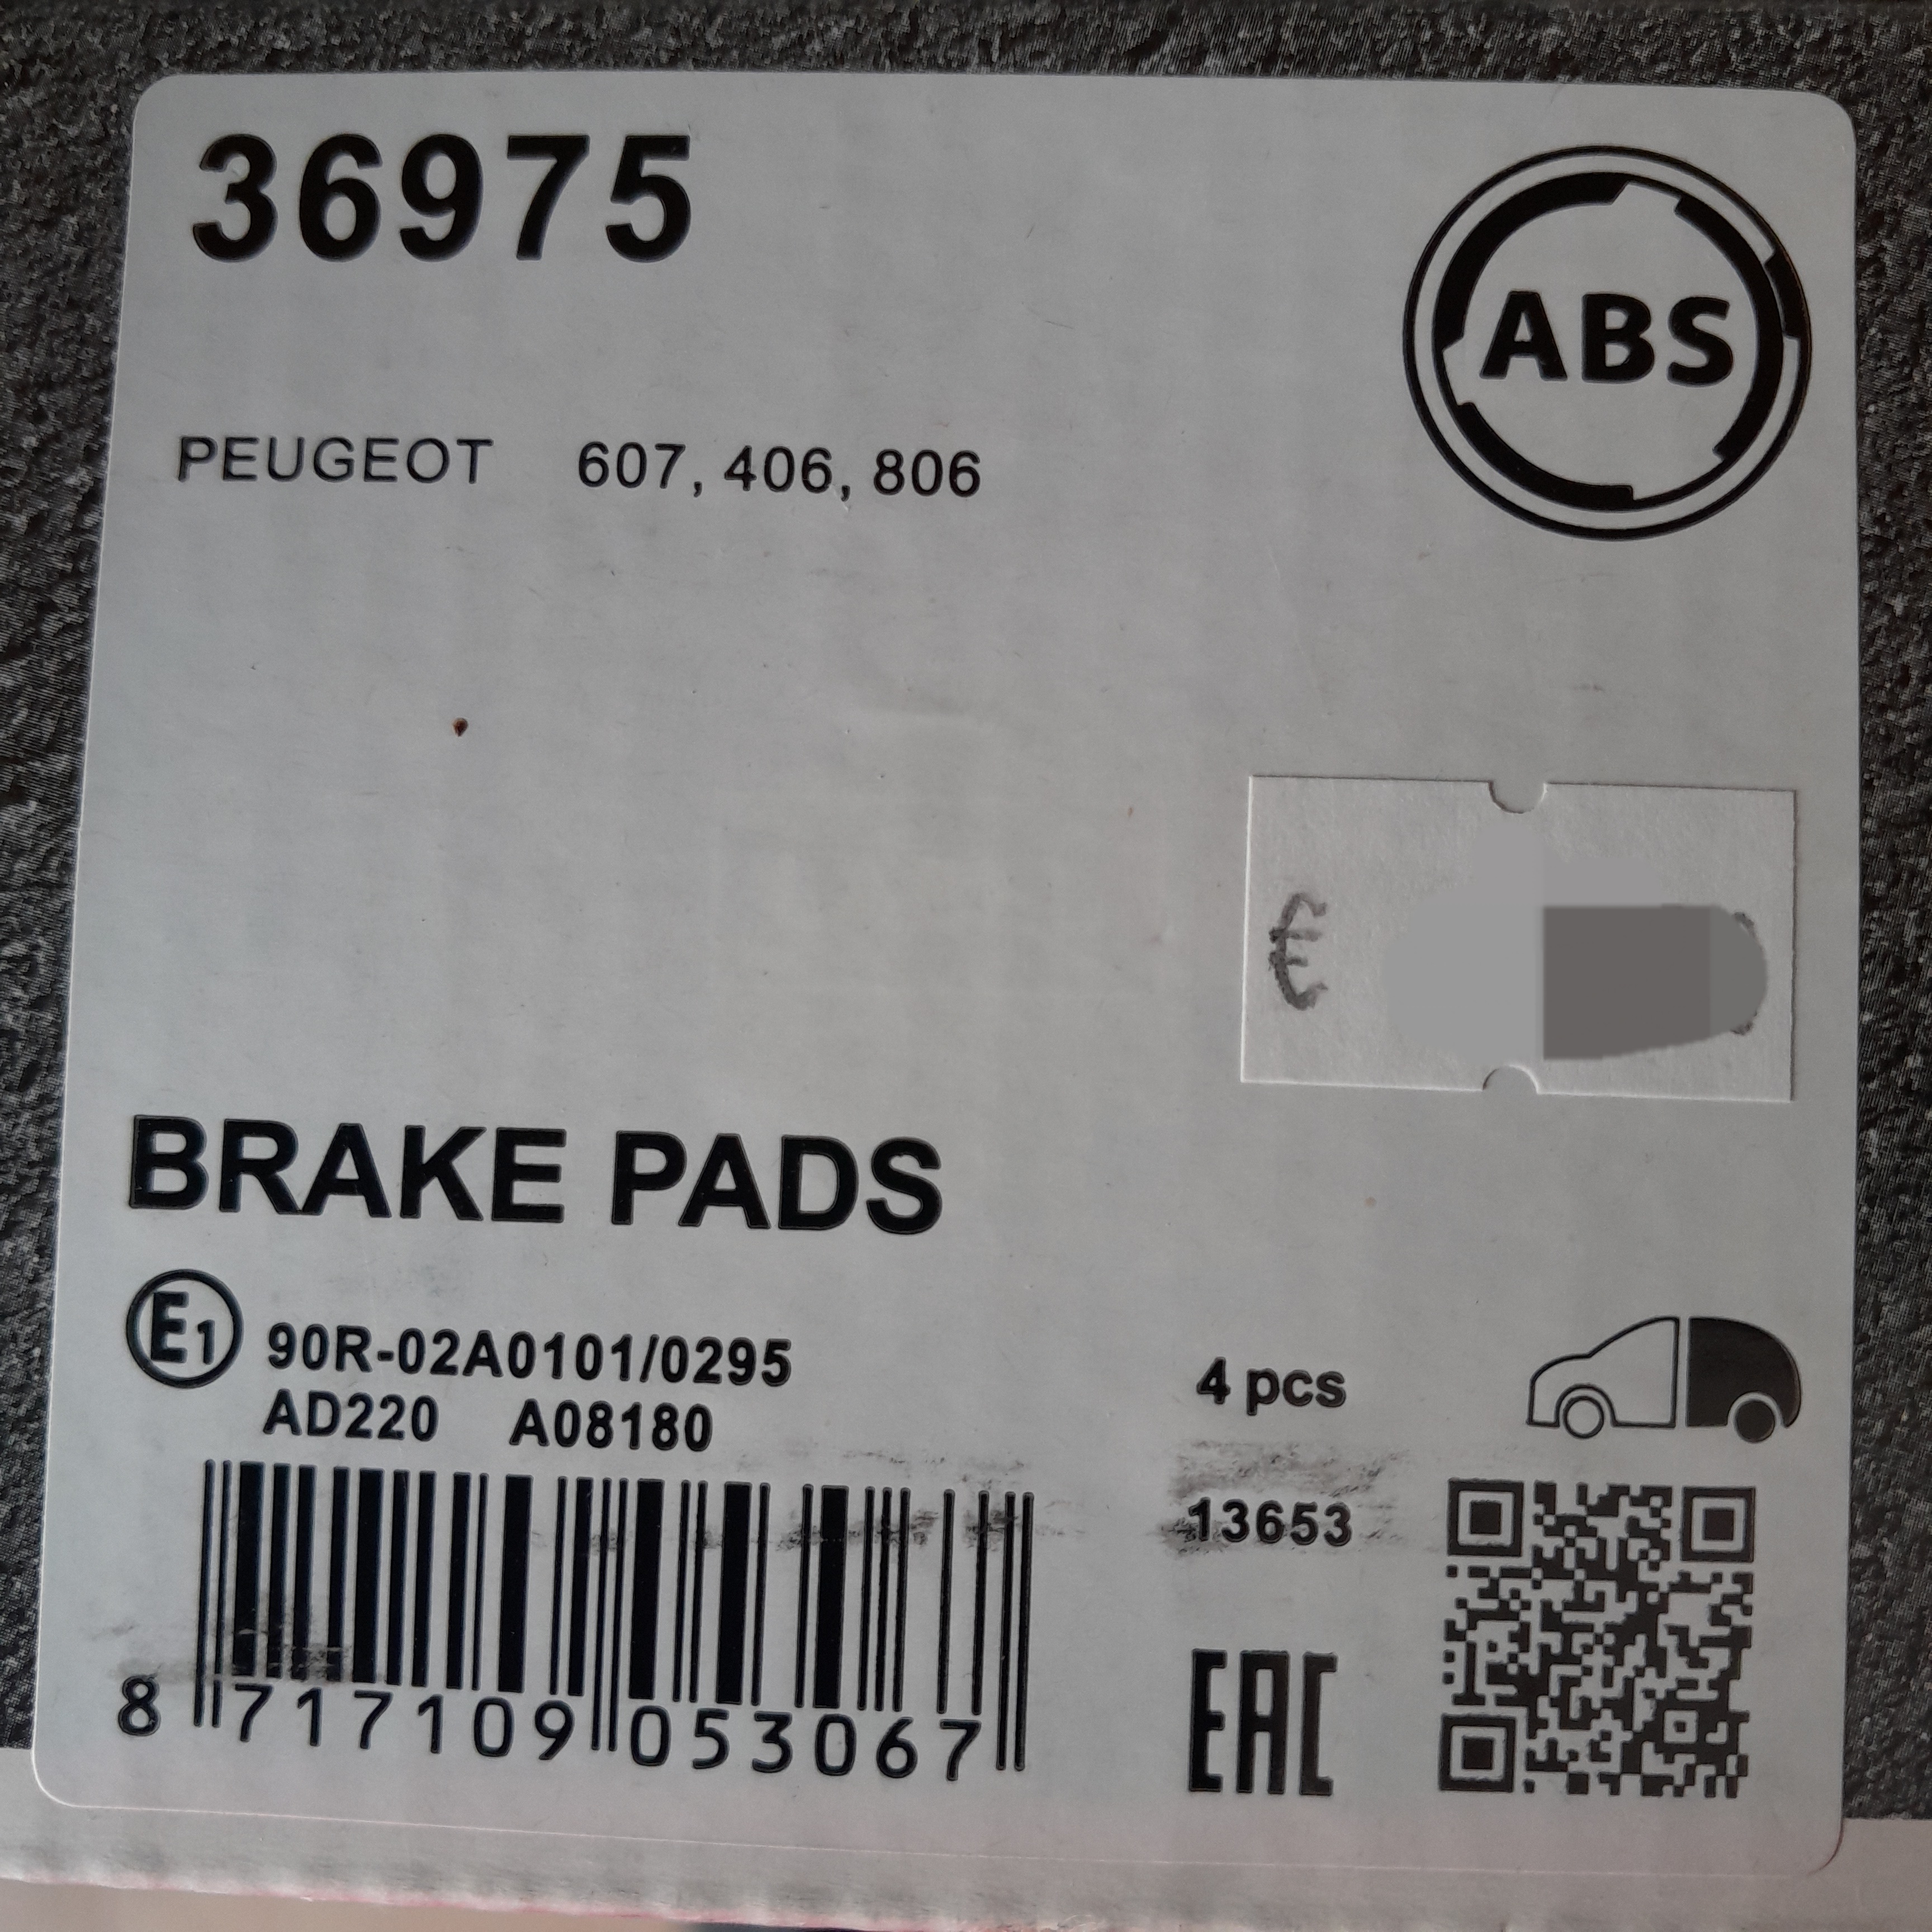 36975
ABS
PEUGEOT 607, 406, 806
€
BRAKE PADS
E1 90R-02A0101/0295
AD220 A08180
4 pcs
13653
EAC
8 717109 053067